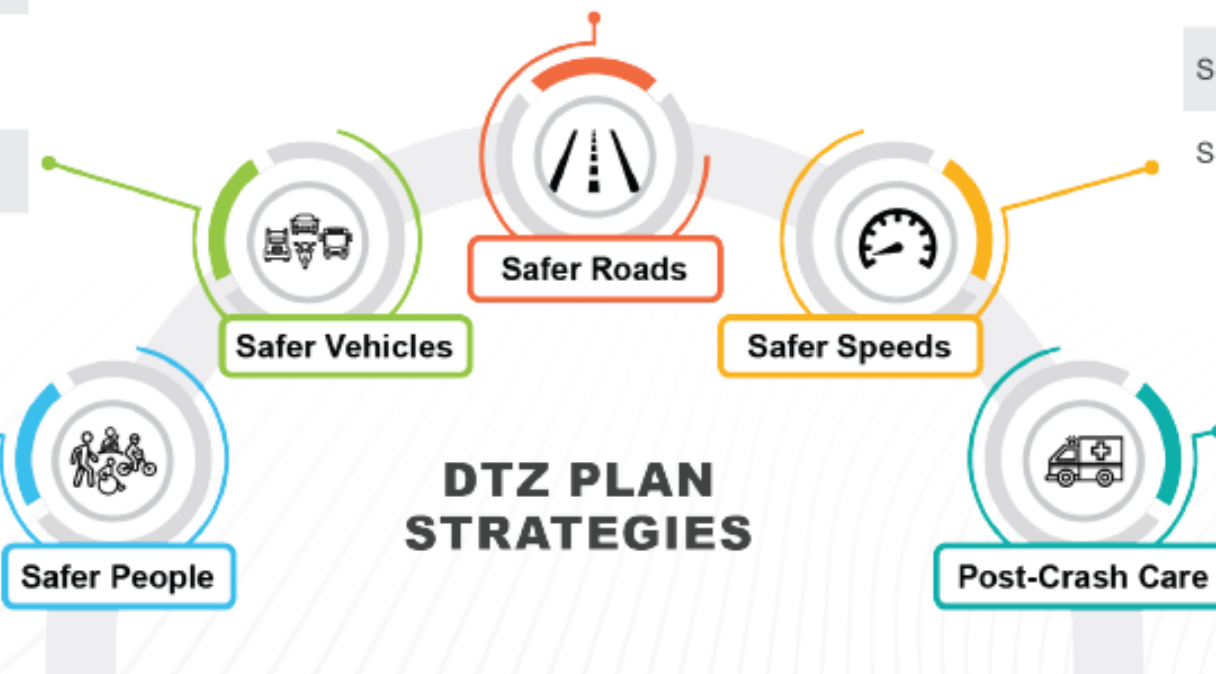 Safer Roads
Safer Vehicles
Safer Speeds
Safer People
Post-Crash Care
DTZ PLAN
STRATEGIES